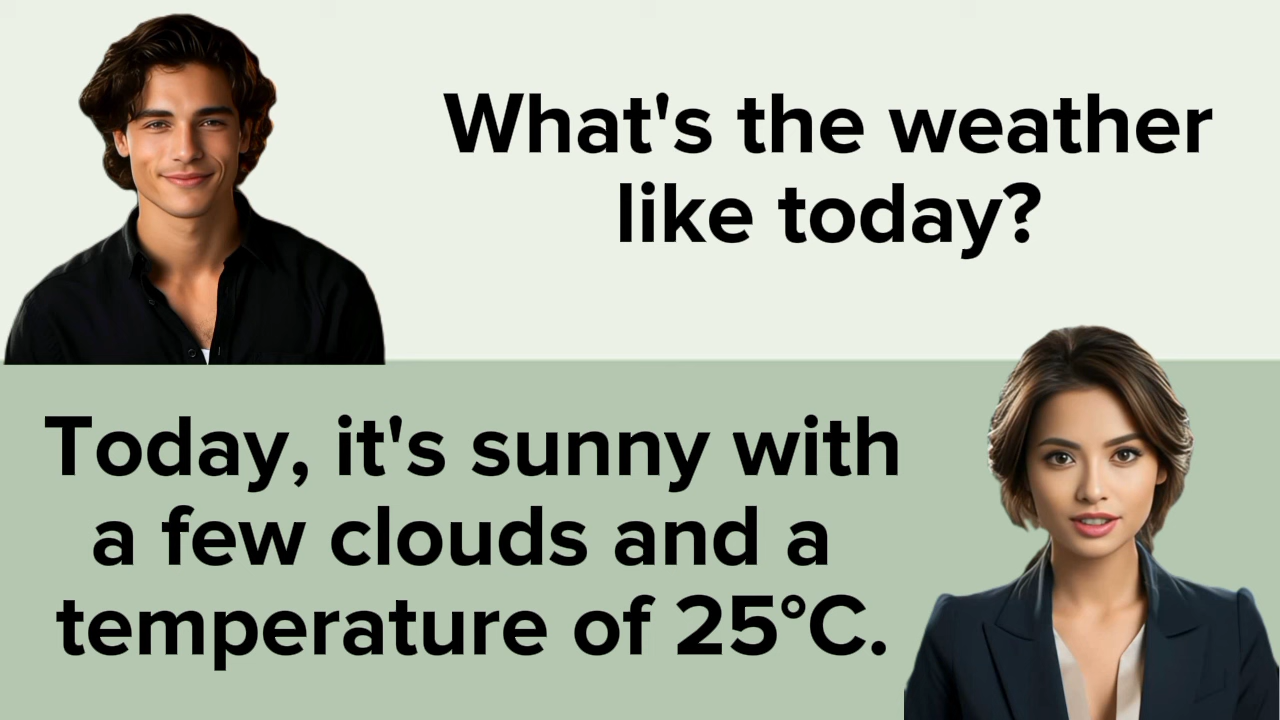 What's the weather
like today?
Today, it's sunny with
a few clouds and a
temperature of 25°C.